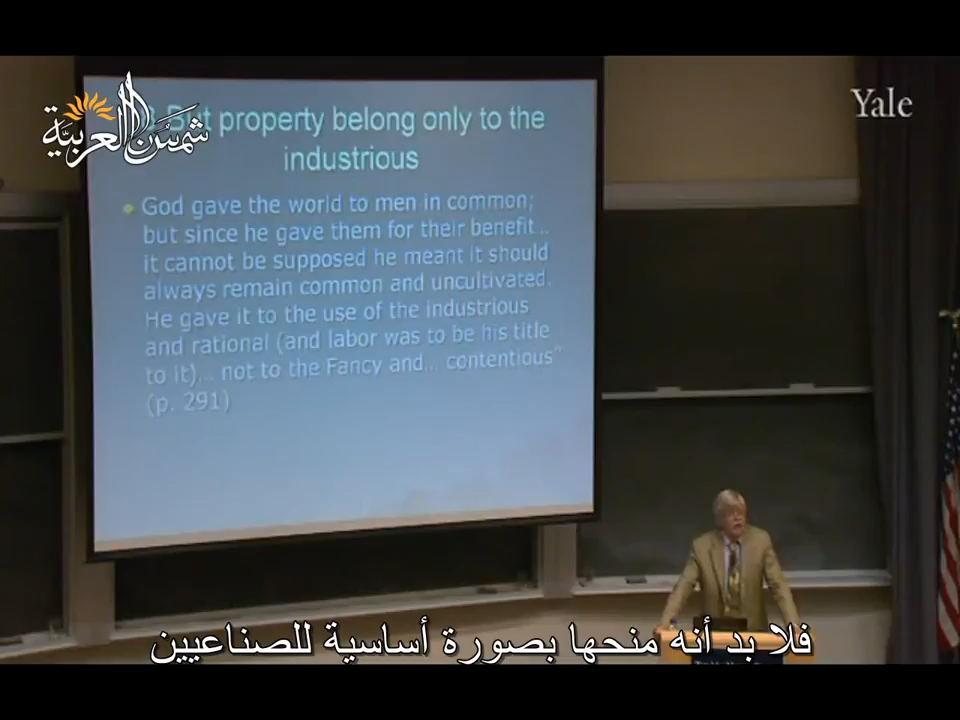 شمس العربية
Yale
But property belong only to the
industrious
God gave the world to men in common;
but since he gave them for their benefit...
it cannot be supposed he meant it should
always remain common and uncultivated.
He gave it to the use of the industrious
and rational (and labor was to be his title
to it)... not to the Fancy and... contentious"
(p. 291)
فلا بد أنه منحها بصورة أساسية للصناعيين